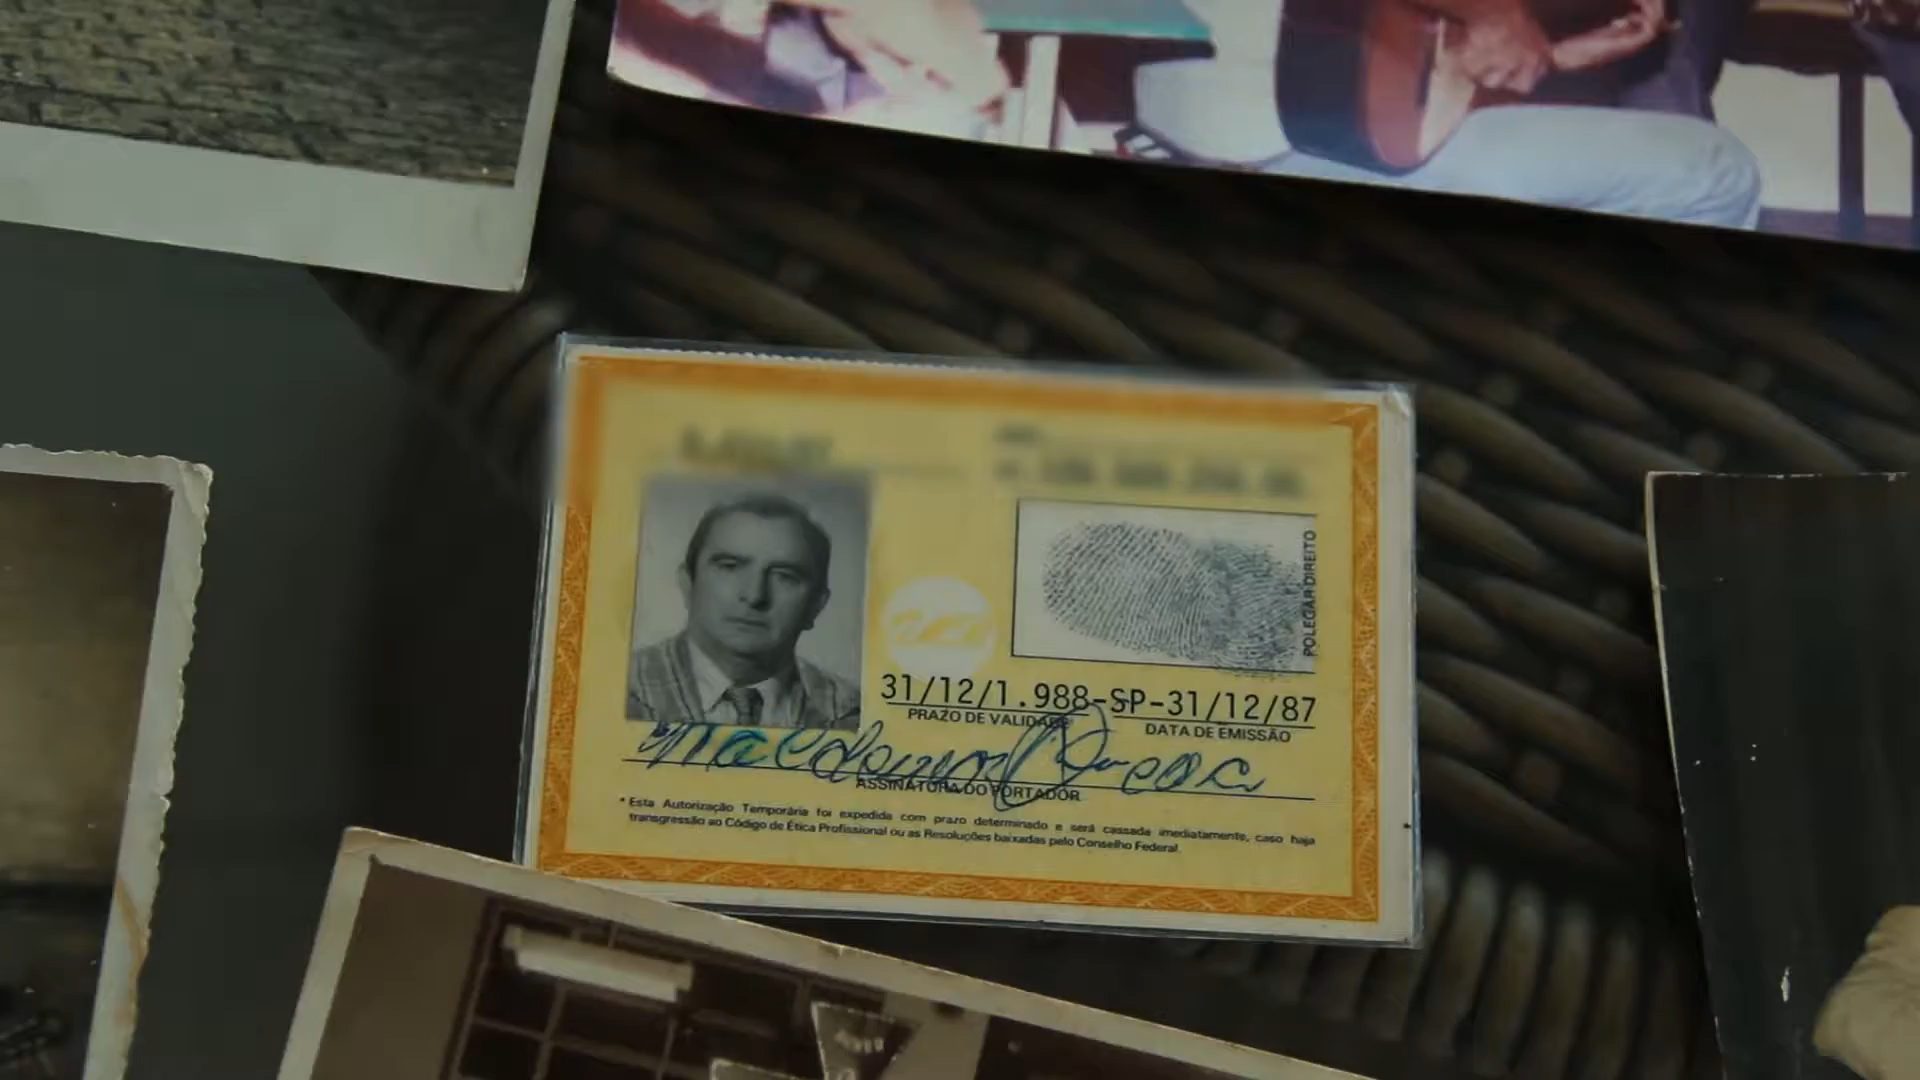 POLEGAR DIREITO
31/12/1.988-SP-31/12/87
PRAZO DE VALIDADE DATA DE EMISSÃO
ASSINATURA DO PORTADOR
* Esta Autorização Temporária foi expedida com prazo determinado e será cassada imediatamente, caso haja
transgressão ao Código de Ética Profissional ou as Resoluções baixadas pelo Conselho Federal.